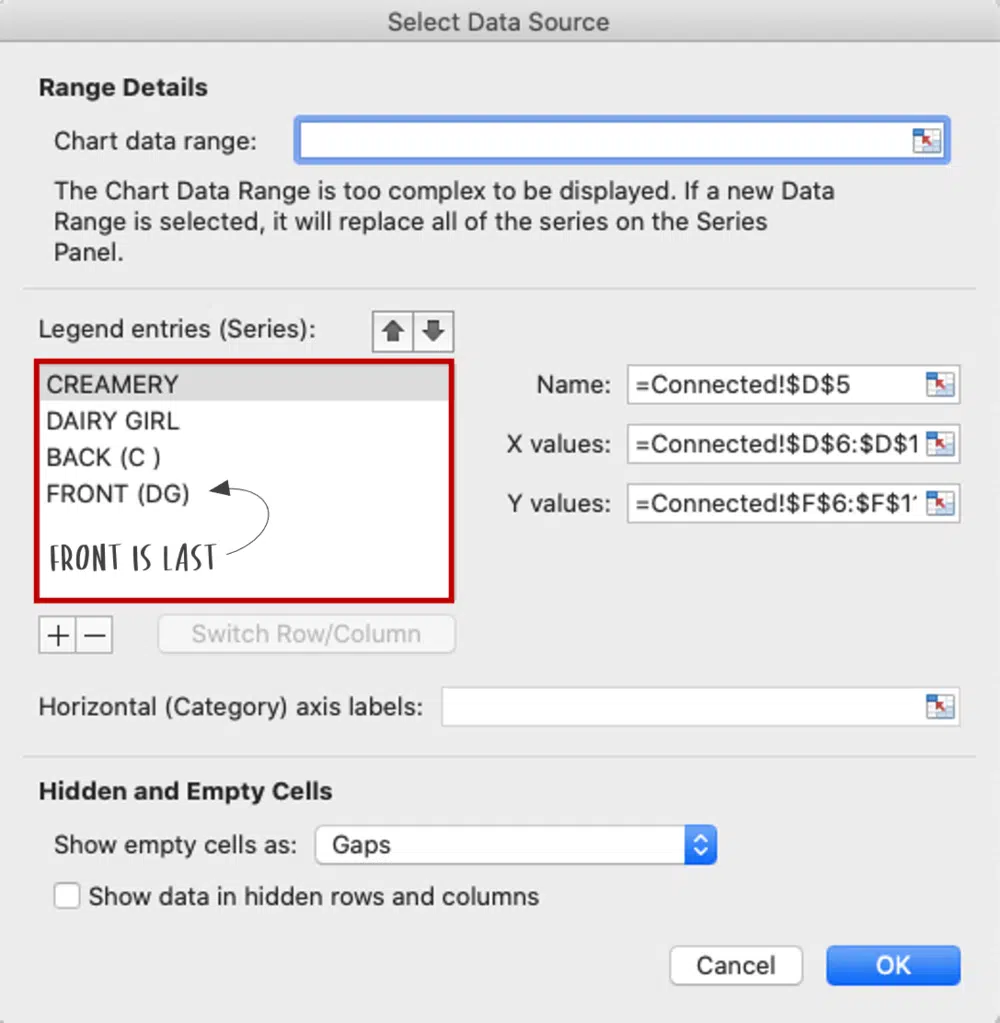 Select Data Source
Range Details
Chart data range:
The Chart Data Range is too complex to be displayed. If a new Data
Range is selected, it will replace all of the series on the Series
Panel.
Legend entries (Series):
CREAMERY
DAIRY GIRL
BACK (C )
FRONT (DG)
FRONT IS LAST
Name: =Connected!$D$5
X values: =Connected!$D$6:$D$1
Y values: =Connected!$F$6:$F$1
+ −
Switch Row/Column
Horizontal (Category) axis labels:
Hidden and Empty Cells
Show empty cells as: Gaps
Show data in hidden rows and columns
Cancel OK